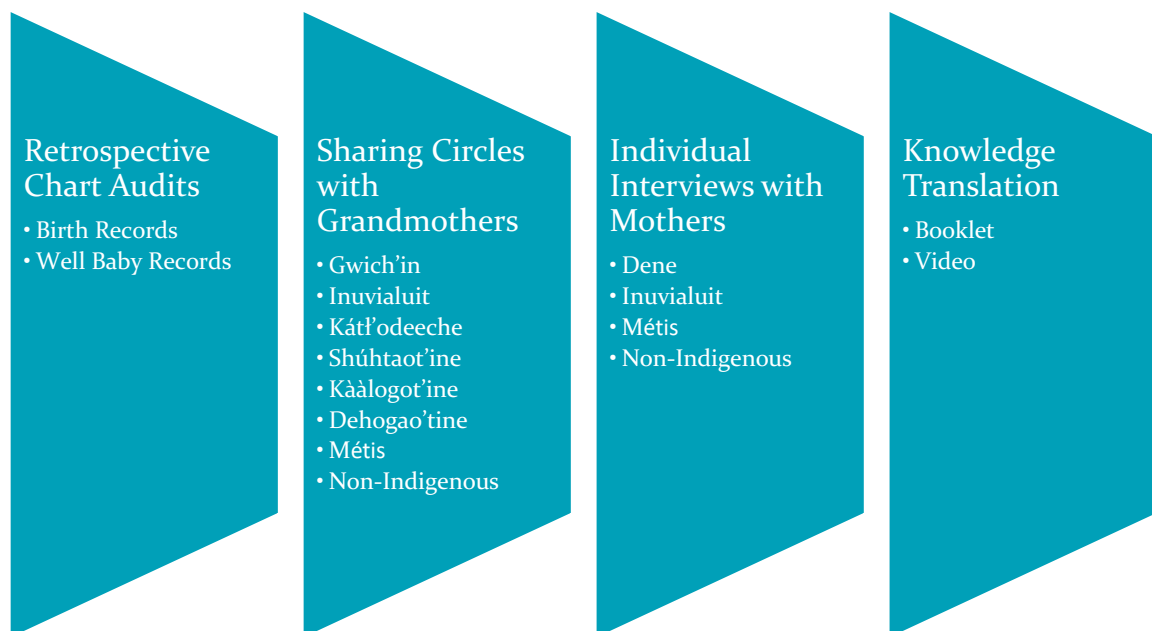 Retrospective
Chart Audits
• Birth Records
• Well Baby Records
Sharing Circles
with
Grandmothers
• Gwich’in
• Inuvialuit
• Kátł’odeeche
• Shúhtaot’ine
• Kààlogot’ine
• Dehogao’tine
• Métis
• Non-Indigenous
Individual
Interviews with
Mothers
• Dene
• Inuvialuit
• Métis
• Non-Indigenous
Knowledge
Translation
• Booklet
• Video